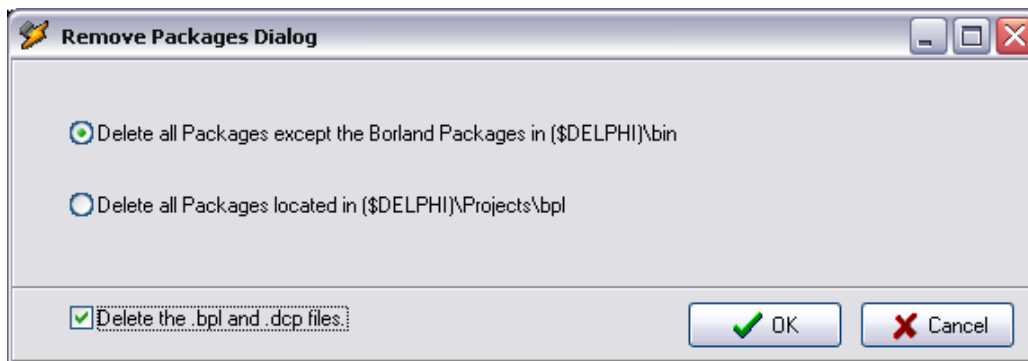 Remove Packages Dialog
Delete all Packages except the Borland Packages in ($DELPHI)\bin
Delete all Packages located in ($DELPHI)\Projects\bpl
Delete the .bpl and .dcp files.
OK
Cancel